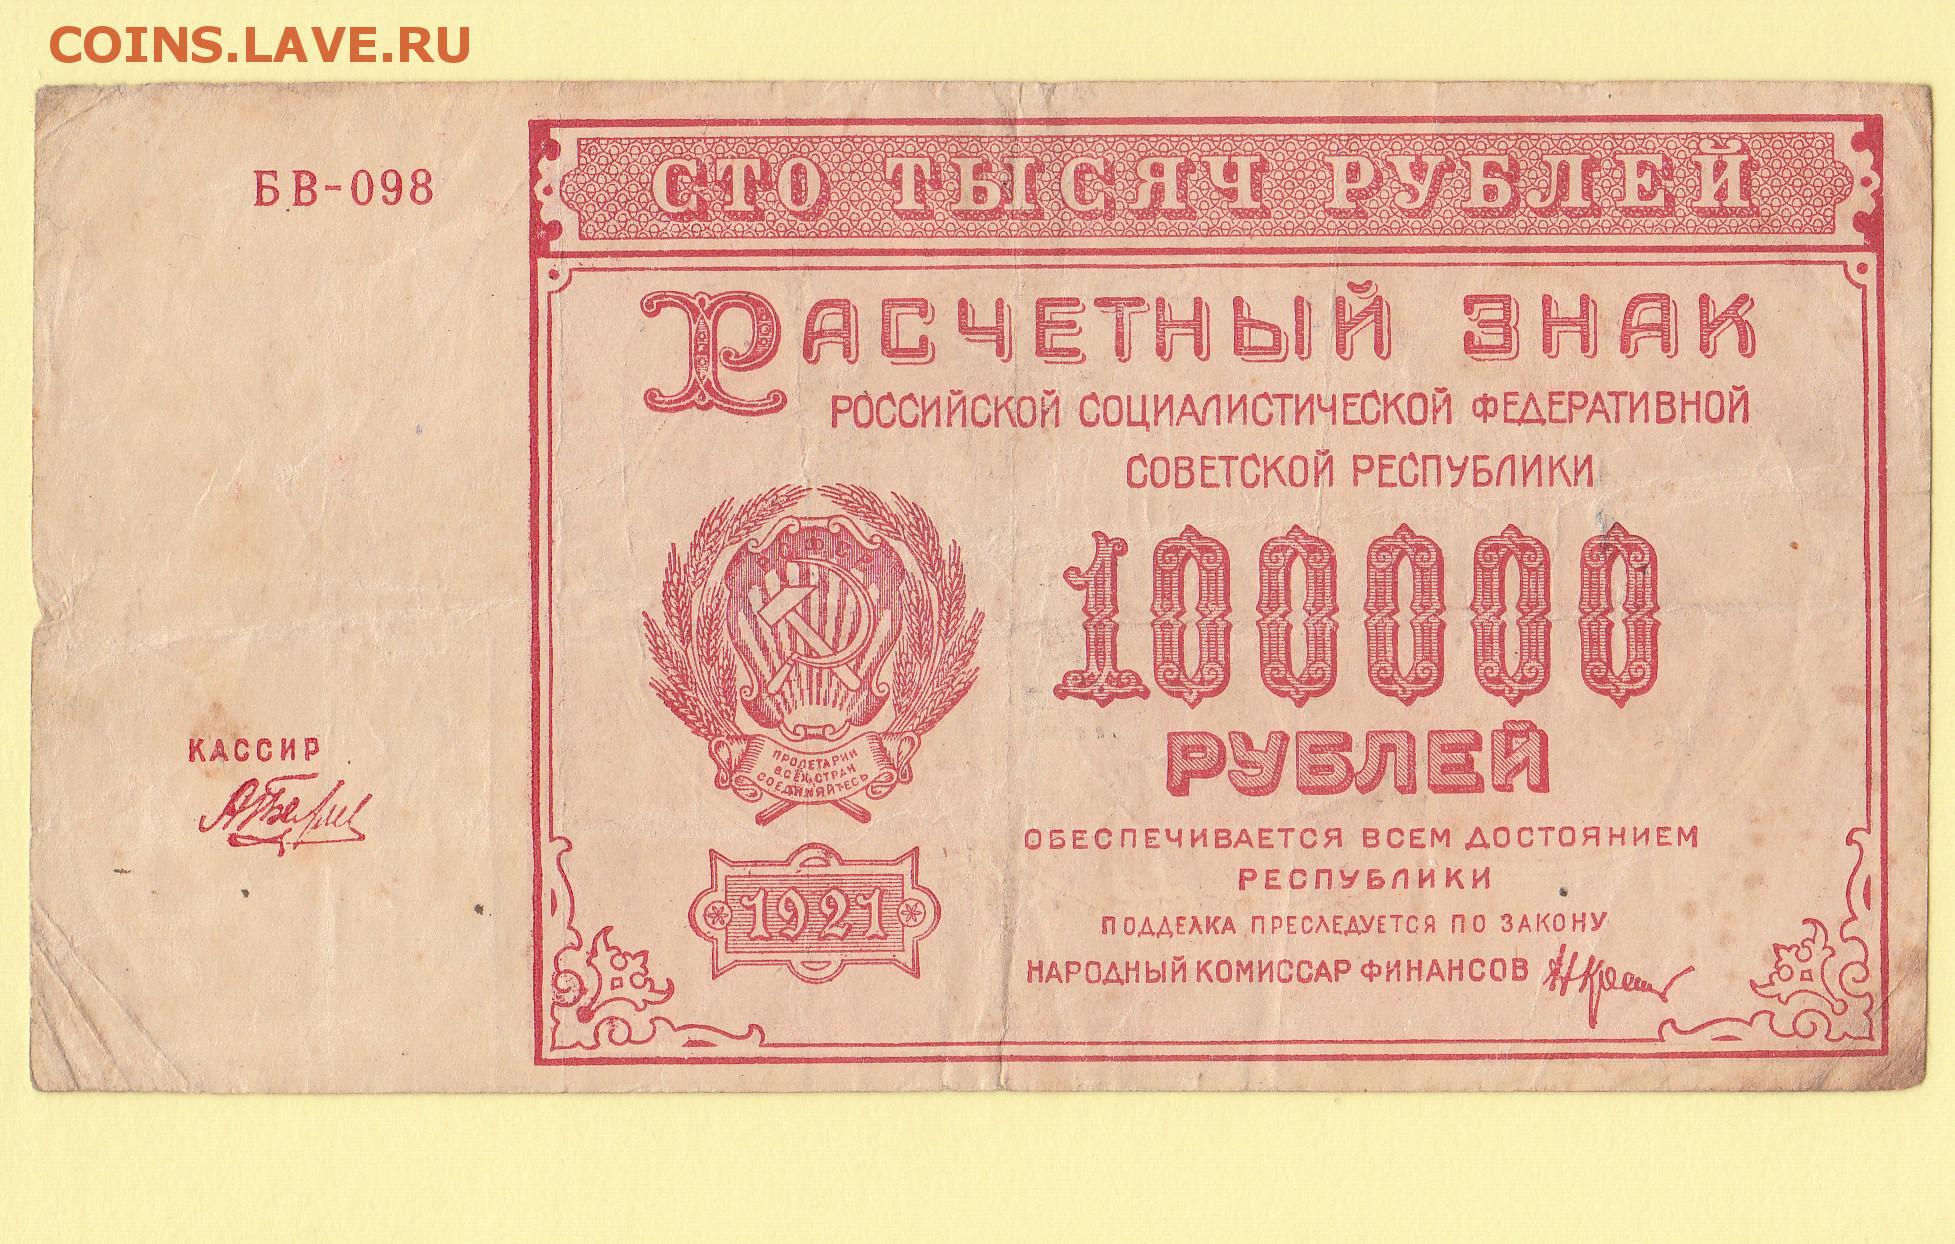 COINS.LAVE.RU
БВ-098
СТО ТЫСЯЧ РУБЛЕЙ
РАСЧЕТНЫЙ ЗНАК
РОССИЙСКОЙ СОЦИАЛИСТИЧЕСКОЙ ФЕДЕРАТИВНОЙ
СОВЕТСКОЙ РЕСПУБЛИКИ
РСФСР
100000
РУБЛЕЙ
ПРОЛЕТАРИИ
ВСЕХ СТРАН
СОЕДИНЯЙТЕСЬ
КАССИР
1921
ОБЕСПЕЧИВАЕТСЯ ВСЕМ ДОСТОЯНИЕМ
РЕСПУБЛИКИ
ПОДДЕЛКА ПРЕСЛЕДУЕТСЯ ПО ЗАКОНУ
НАРОДНЫЙ КОМИССАР ФИНАНСОВ